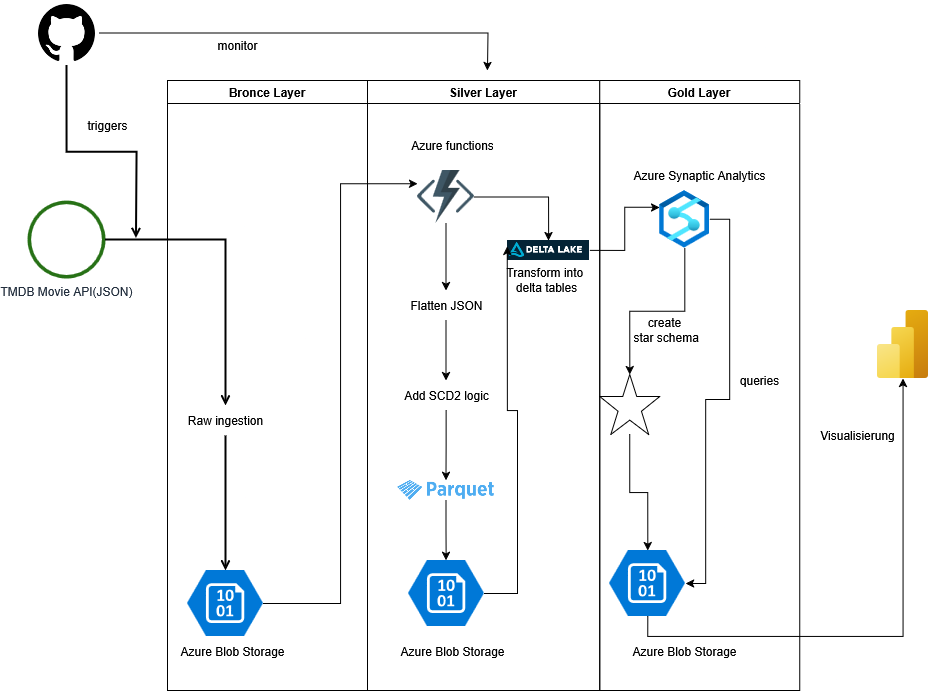 monitor
triggers
Bronce Layer
Silver Layer
Gold Layer
Azure functions
Azure Synaptic Analytics
DELTA LAKE
Transform into
delta tables
TMDB Movie API(JSON)
Flatten JSON
create
star schema
queries
Add SCD2 logic
Raw ingestion
Visualisierung
Parquet
10
01
Azure Blob Storage
10
01
Azure Blob Storage
10
01
Azure Blob Storage